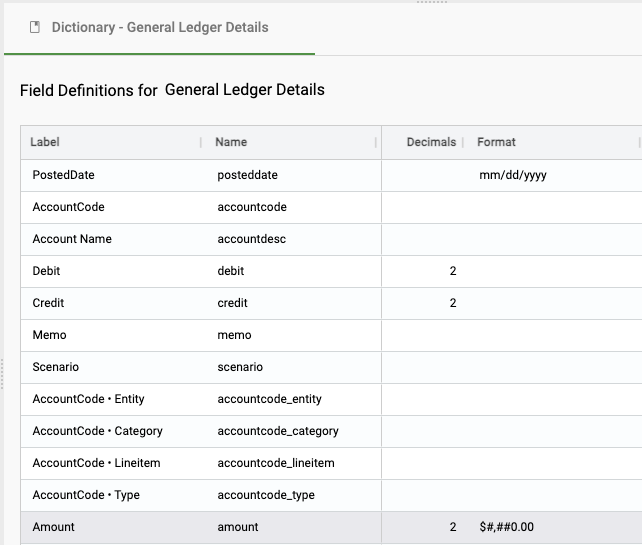 Dictionary - General Ledger Details
Field Definitions for General Ledger Details
Label Name Decimals Format
PostedDate posteddate mm/dd/yyyy
AccountCode accountcode
Account Name accountdesc
Debit debit 2
Credit credit 2
Memo memo
Scenario scenario
AccountCode • Entity accountcode_entity
AccountCode • Category accountcode_category
AccountCode • Lineitem accountcode_lineitem
AccountCode • Type accountcode_type
Amount amount 2 $#,##0.00